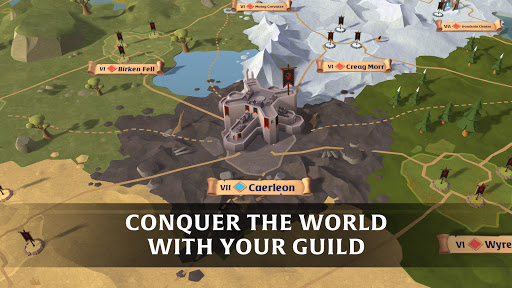 VI Birken Fell
VI Creag Morr
VII Caerleon
VI Wyre
CONQUER THE WORLD
WITH YOUR GUILD